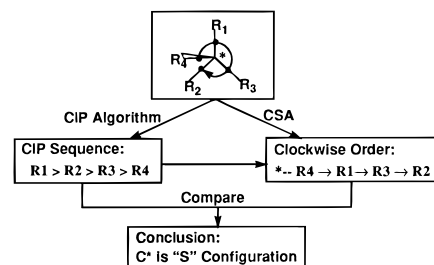 R1
*
R4
R2
R3
CIP Algorithm
CSA
CIP Sequence:
R1 > R2 > R3 > R4
Clockwise Order:
*-- R4 → R1 → R3 → R2
Compare
Conclusion:
C* is "S" Configuration